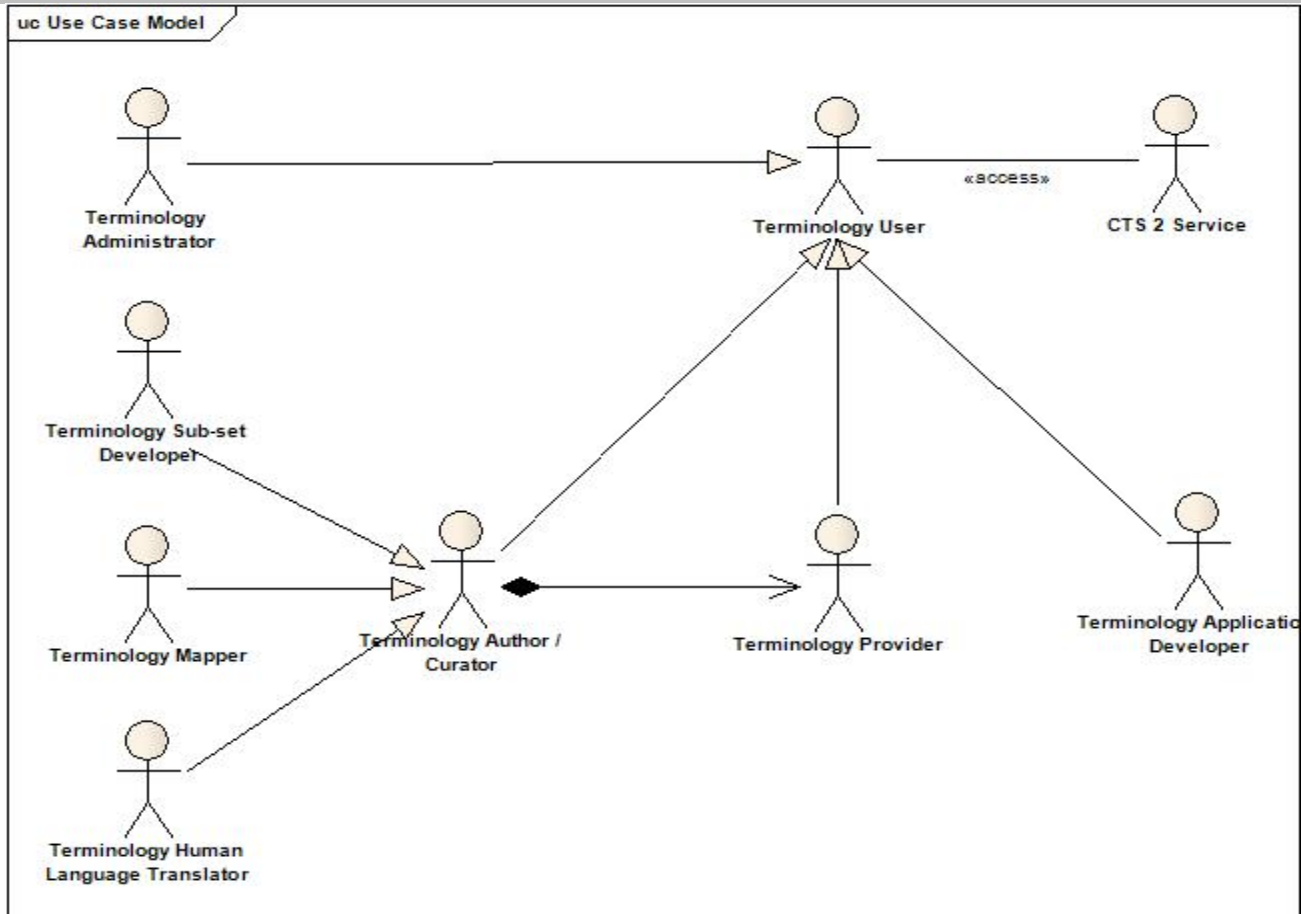 uc Use Case Model
Terminology
Administrator
Terminology User
«access»
CTS 2 Service
Terminology Sub-set
Developer
Terminology Mapper
Terminology Author /
Curator
Terminology Provider
Terminology Applicatio
Developer
Terminology Human
Language Translator